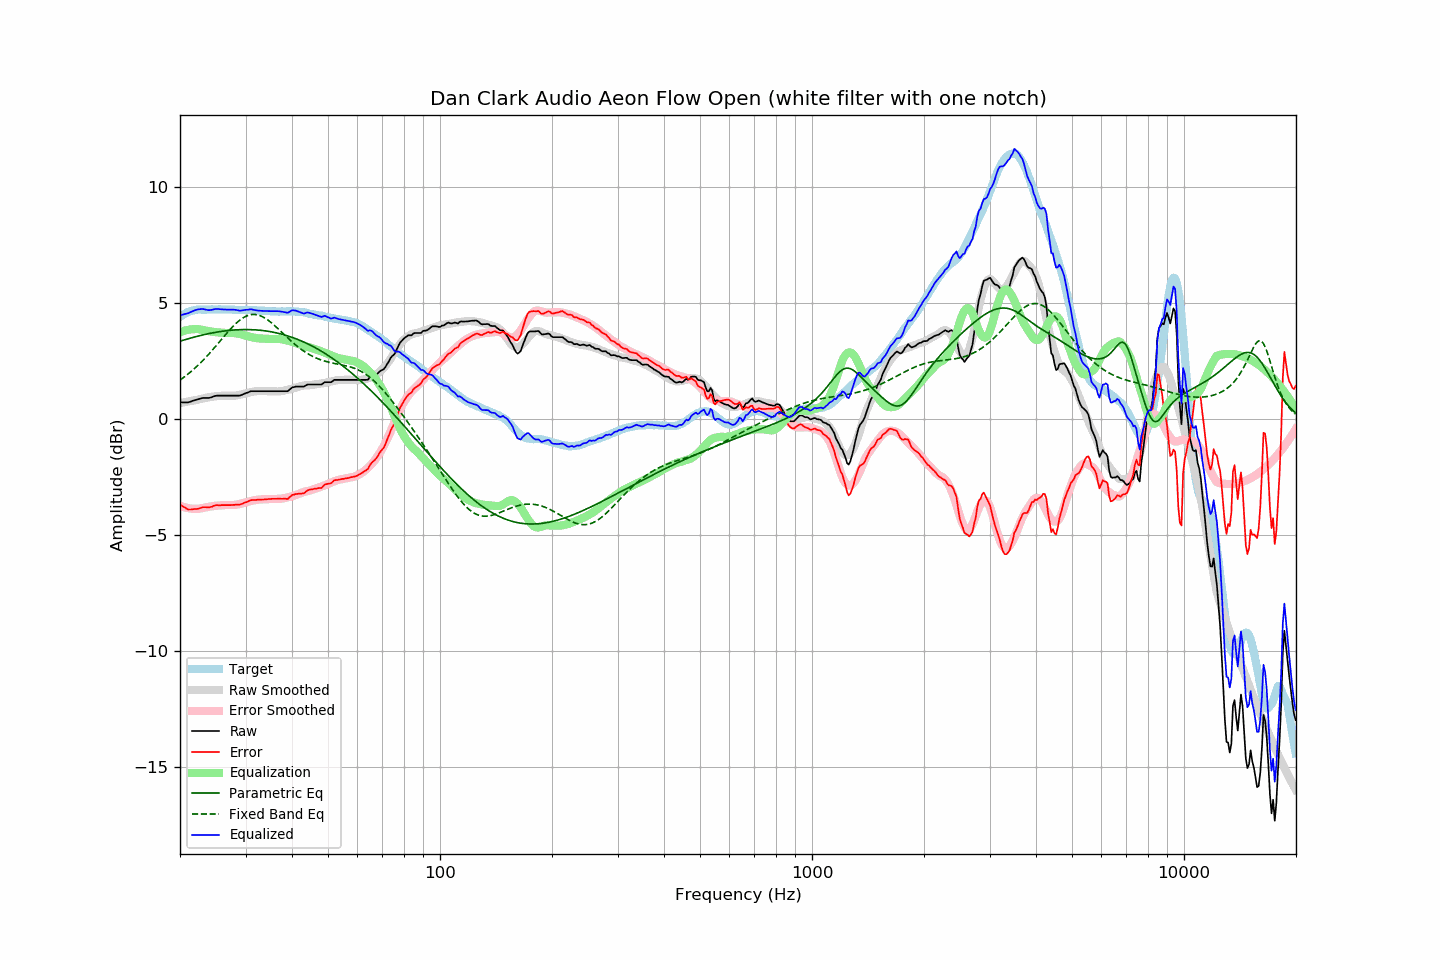 Dan Clark Audio Aeon Flow Open (white filter with one notch)
Amplitude (dBr)
10
5
0
−5
−10
−15
Target
Raw Smoothed
Error Smoothed
Raw
Error
Equalization
Parametric Eq
Fixed Band Eq
Equalized
100
1000
10000
Frequency (Hz)